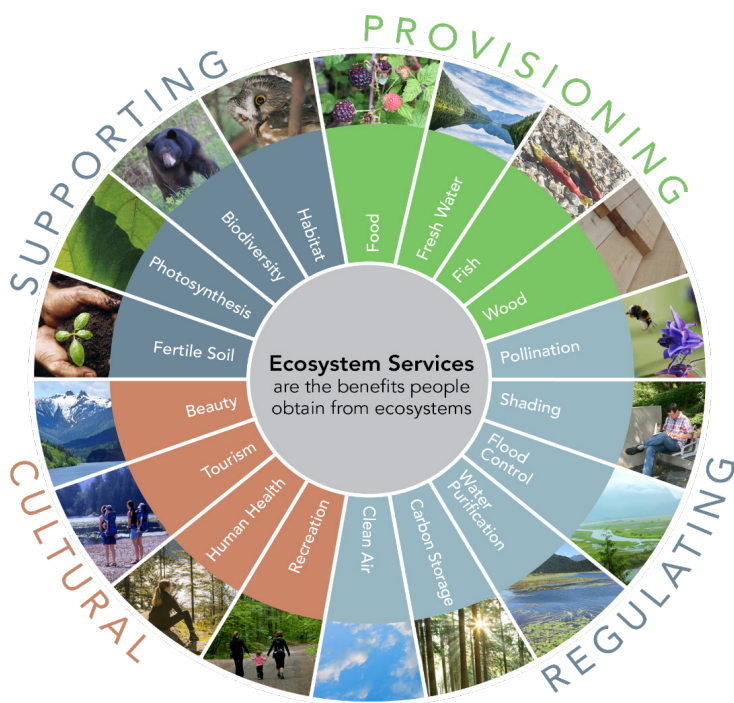 PROVISIONING
SUPPORTING
CULTURAL
REGULATING
Food
Fresh Water
Fish
Wood
Pollination
Shading
Flood
Control
Water
Purification
Carbon Storage
Clean Air
Recreation
Human Health
Tourism
Beauty
Fertile Soil
Photosynthesis
Biodiversity
Habitat
Ecosystem Services
are the benefits people
obtain from ecosystems